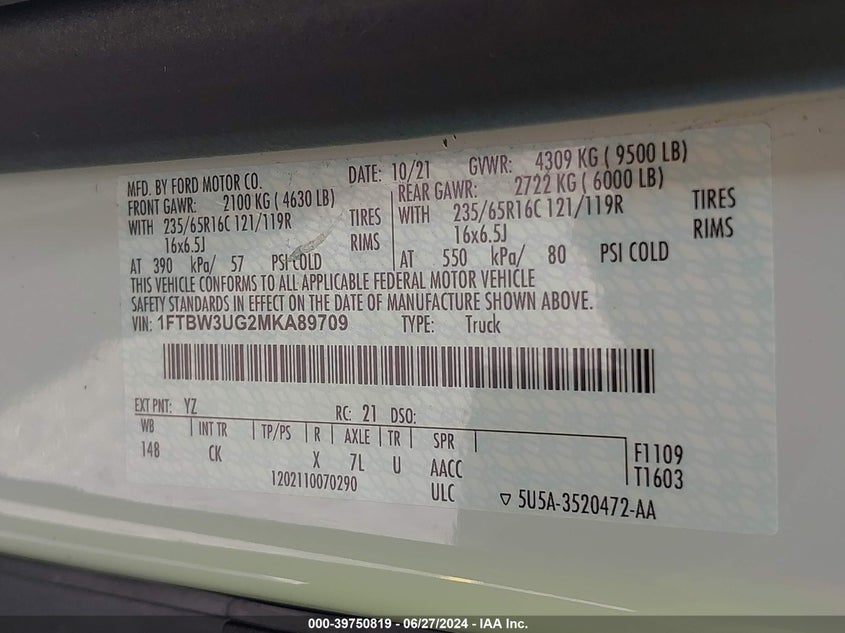 MFD. BY FORD MOTOR CO. DATE: 10/21 GVWR: 4309 KG ( 9500 LB)
FRONT GAWR: 2100 KG ( 4630 LB) REAR GAWR: 2722 KG ( 6000 LB)
WITH 235/65R16C 121/119R TIRES WITH 235/65R16C 121/119R TIRES
16x6.5J RIMS 16x6.5J RIMS
AT 390 kPa/ 57 PSI COLD AT 550 kPa/ 80 PSI COLD
THIS VEHICLE CONFORMS TO ALL APPLICABLE FEDERAL MOTOR VEHICLE
SAFETY STANDARDS IN EFFECT ON THE DATE OF MANUFACTURE SHOWN ABOVE.
VIN: 1FTBW3UG2MKA89709 TYPE: Truck
EXT PNT: YZ RC: 21 DSO:
WB INT TR TP/PS R AXLE TR SPR
148 CK X 7L U AACC F1109
1202110070290 ULC T1603
5U5A-3520472-AA
000-39750819 - 06/27/2024 - IAA Inc.